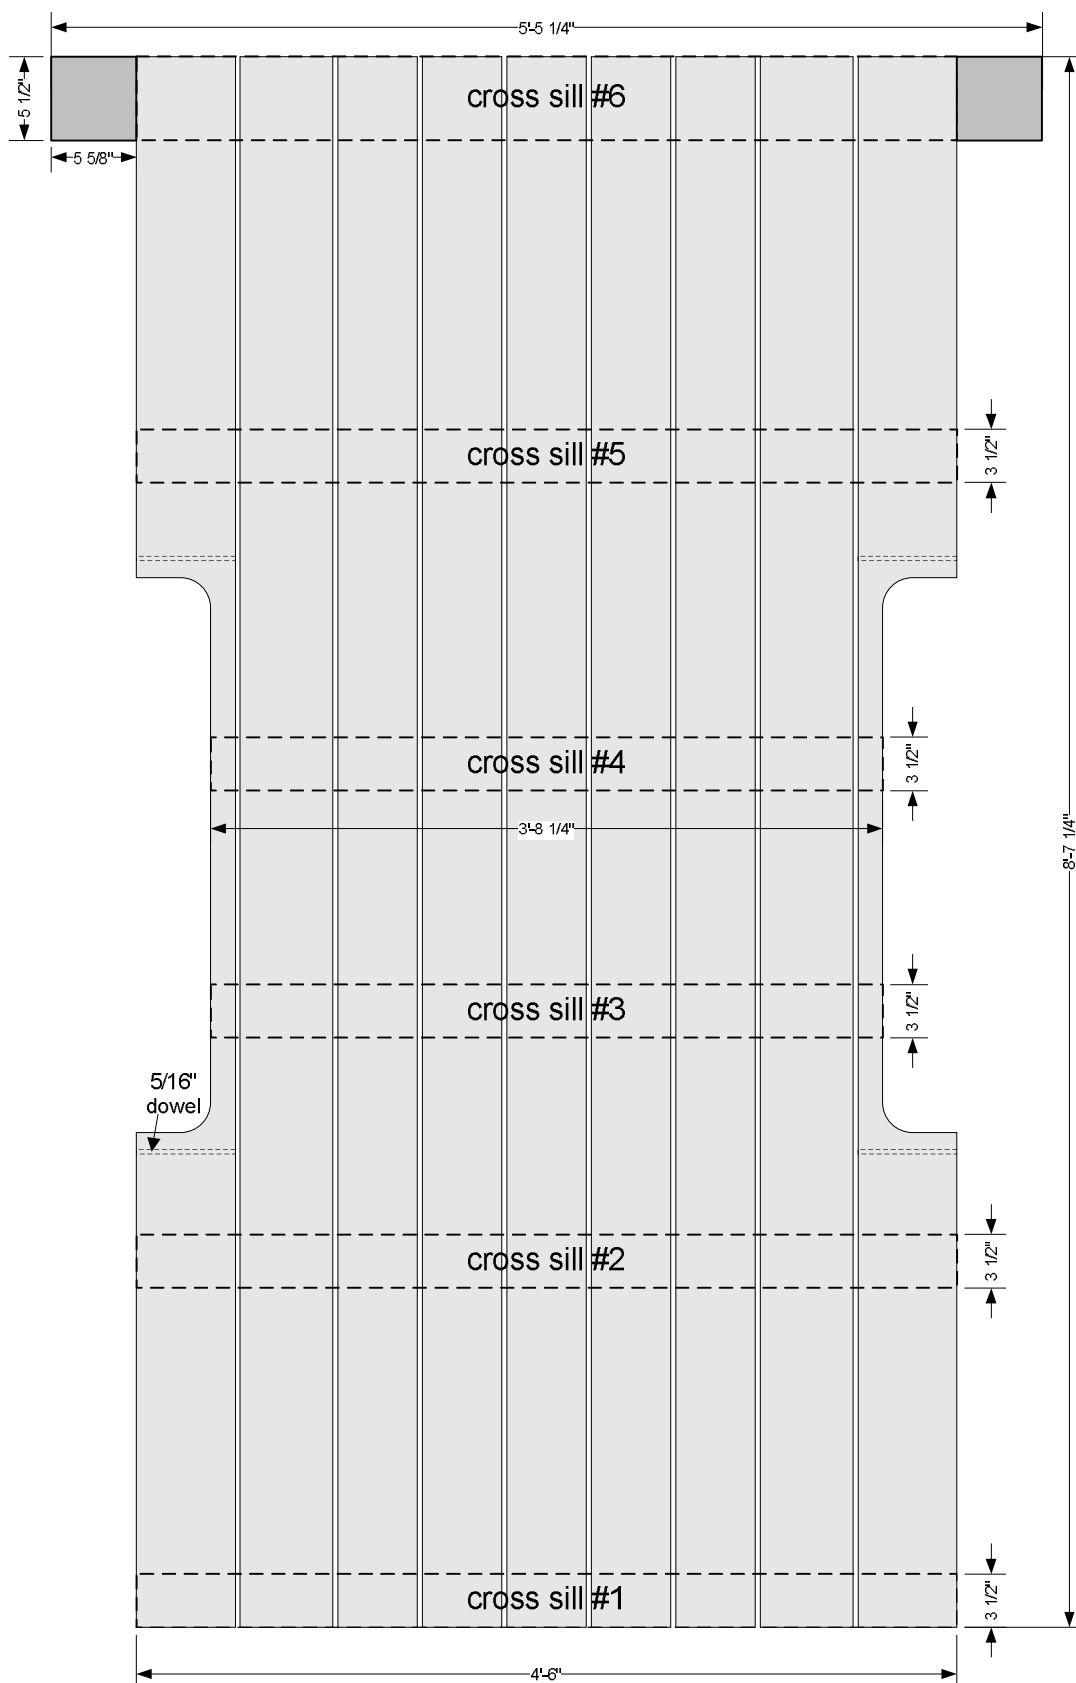 5'-5 1/4"
5 1/2"
cross sill #6
5 5/8"
cross sill #5
3 1/2"
cross sill #4
3 1/2"
3'-8 1/4"
8'-7 1/4"
cross sill #3
3 1/2"
5/16"
dowel
cross sill #2
3 1/2"
cross sill #1
3 1/2"
4'-6"